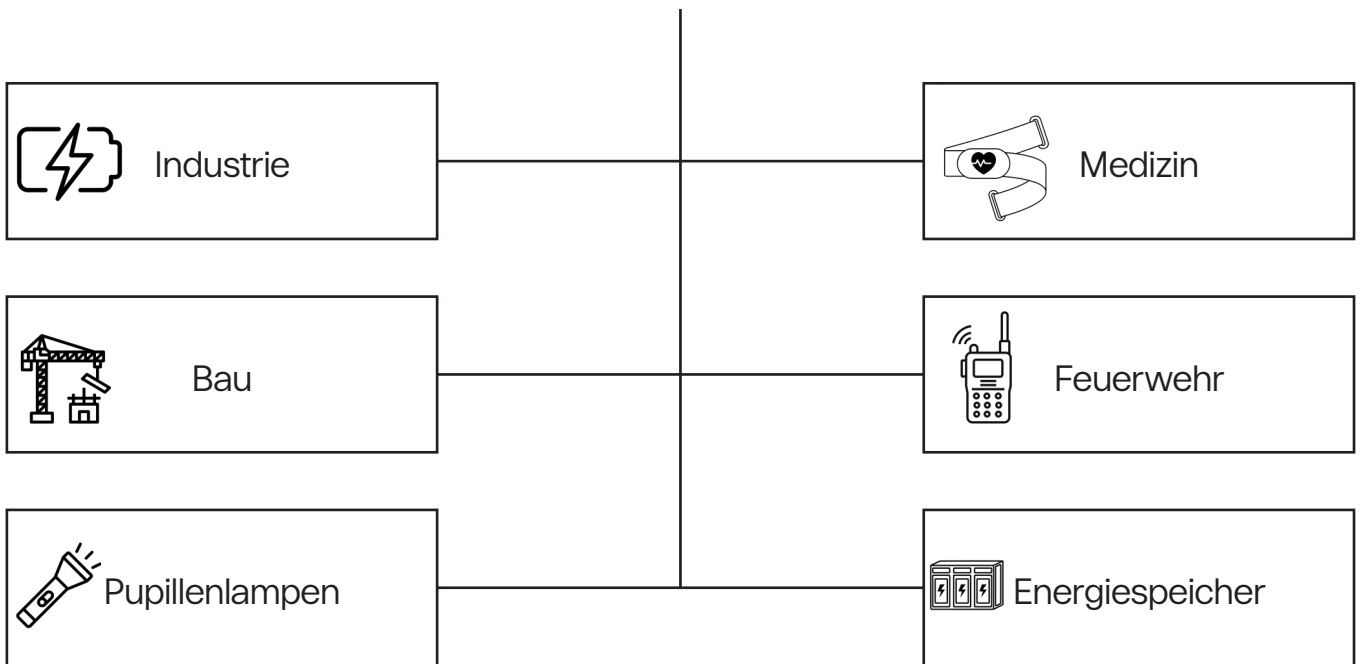 Industrie
Medizin
Bau
Feuerwehr
Pupillenlampen
Energiespeicher